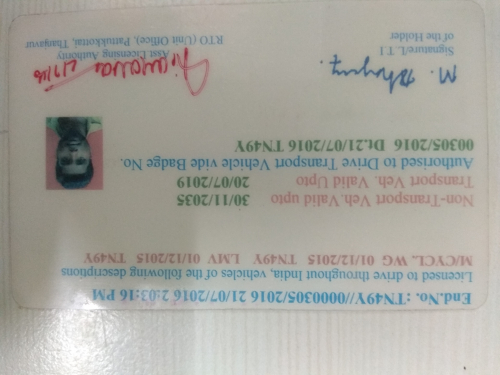 End.No. : TN49Y//0000305/2016 21/07/2016 2:03:16 PM
Licensed to drive throughout India, vehicles of the following descriptions
M/CYCL. WG 01/12/2015 TN49Y LMV 01/12/2015 TN49Y
Non-Transport Veh. Valid upto 30/11/2035
Transport Veh. Valid Upto 20/07/2019
Authorised to Drive Transport Vehicle vide Badge No.
00305/2016 Dt.21/07/2016 TN49Y
Signature/L.T.I
of the Holder
Asst Licensing Authority
RTO (Unit Office), Pattukkottai, Thanjavur